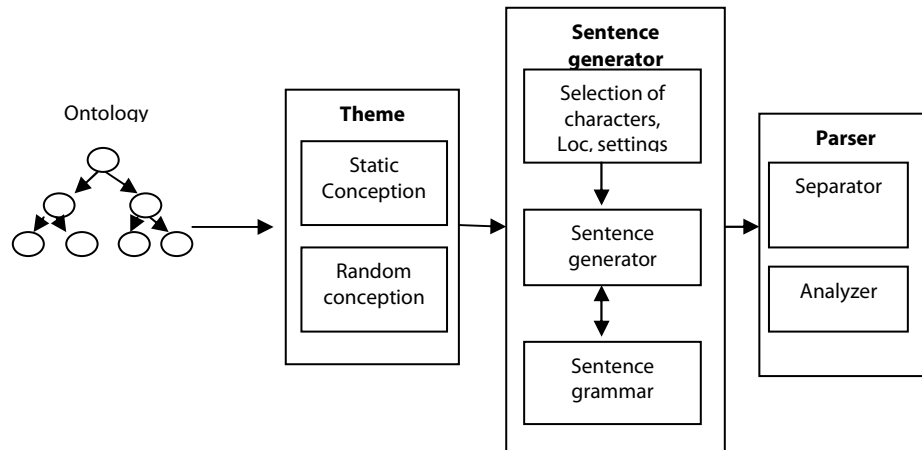 Ontology
Theme
Static
Conception
Random
conception
Sentence
generator
Selection of
characters,
Loc, settings
Sentence
generator
Sentence
grammar
Parser
Separator
Analyzer